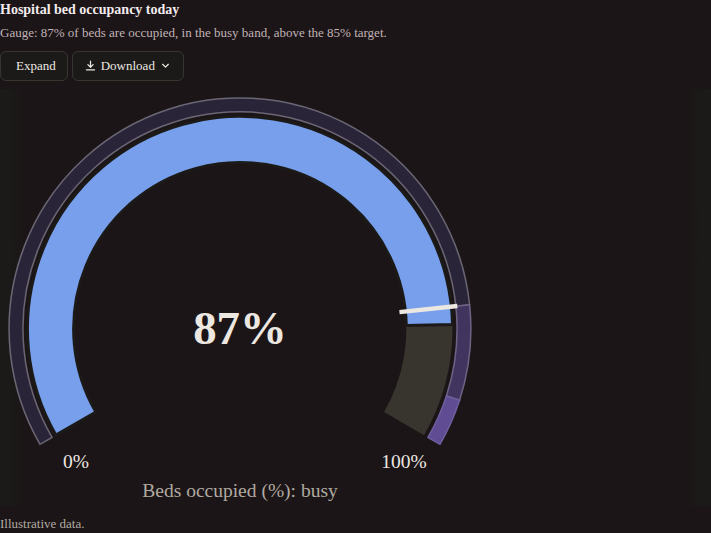 Hospital bed occupancy today
Gauge: 87% of beds are occupied, in the busy band, above the 85% target.
Expand
Download
87%
0%
100%
Beds occupied (%): busy
Illustrative data.